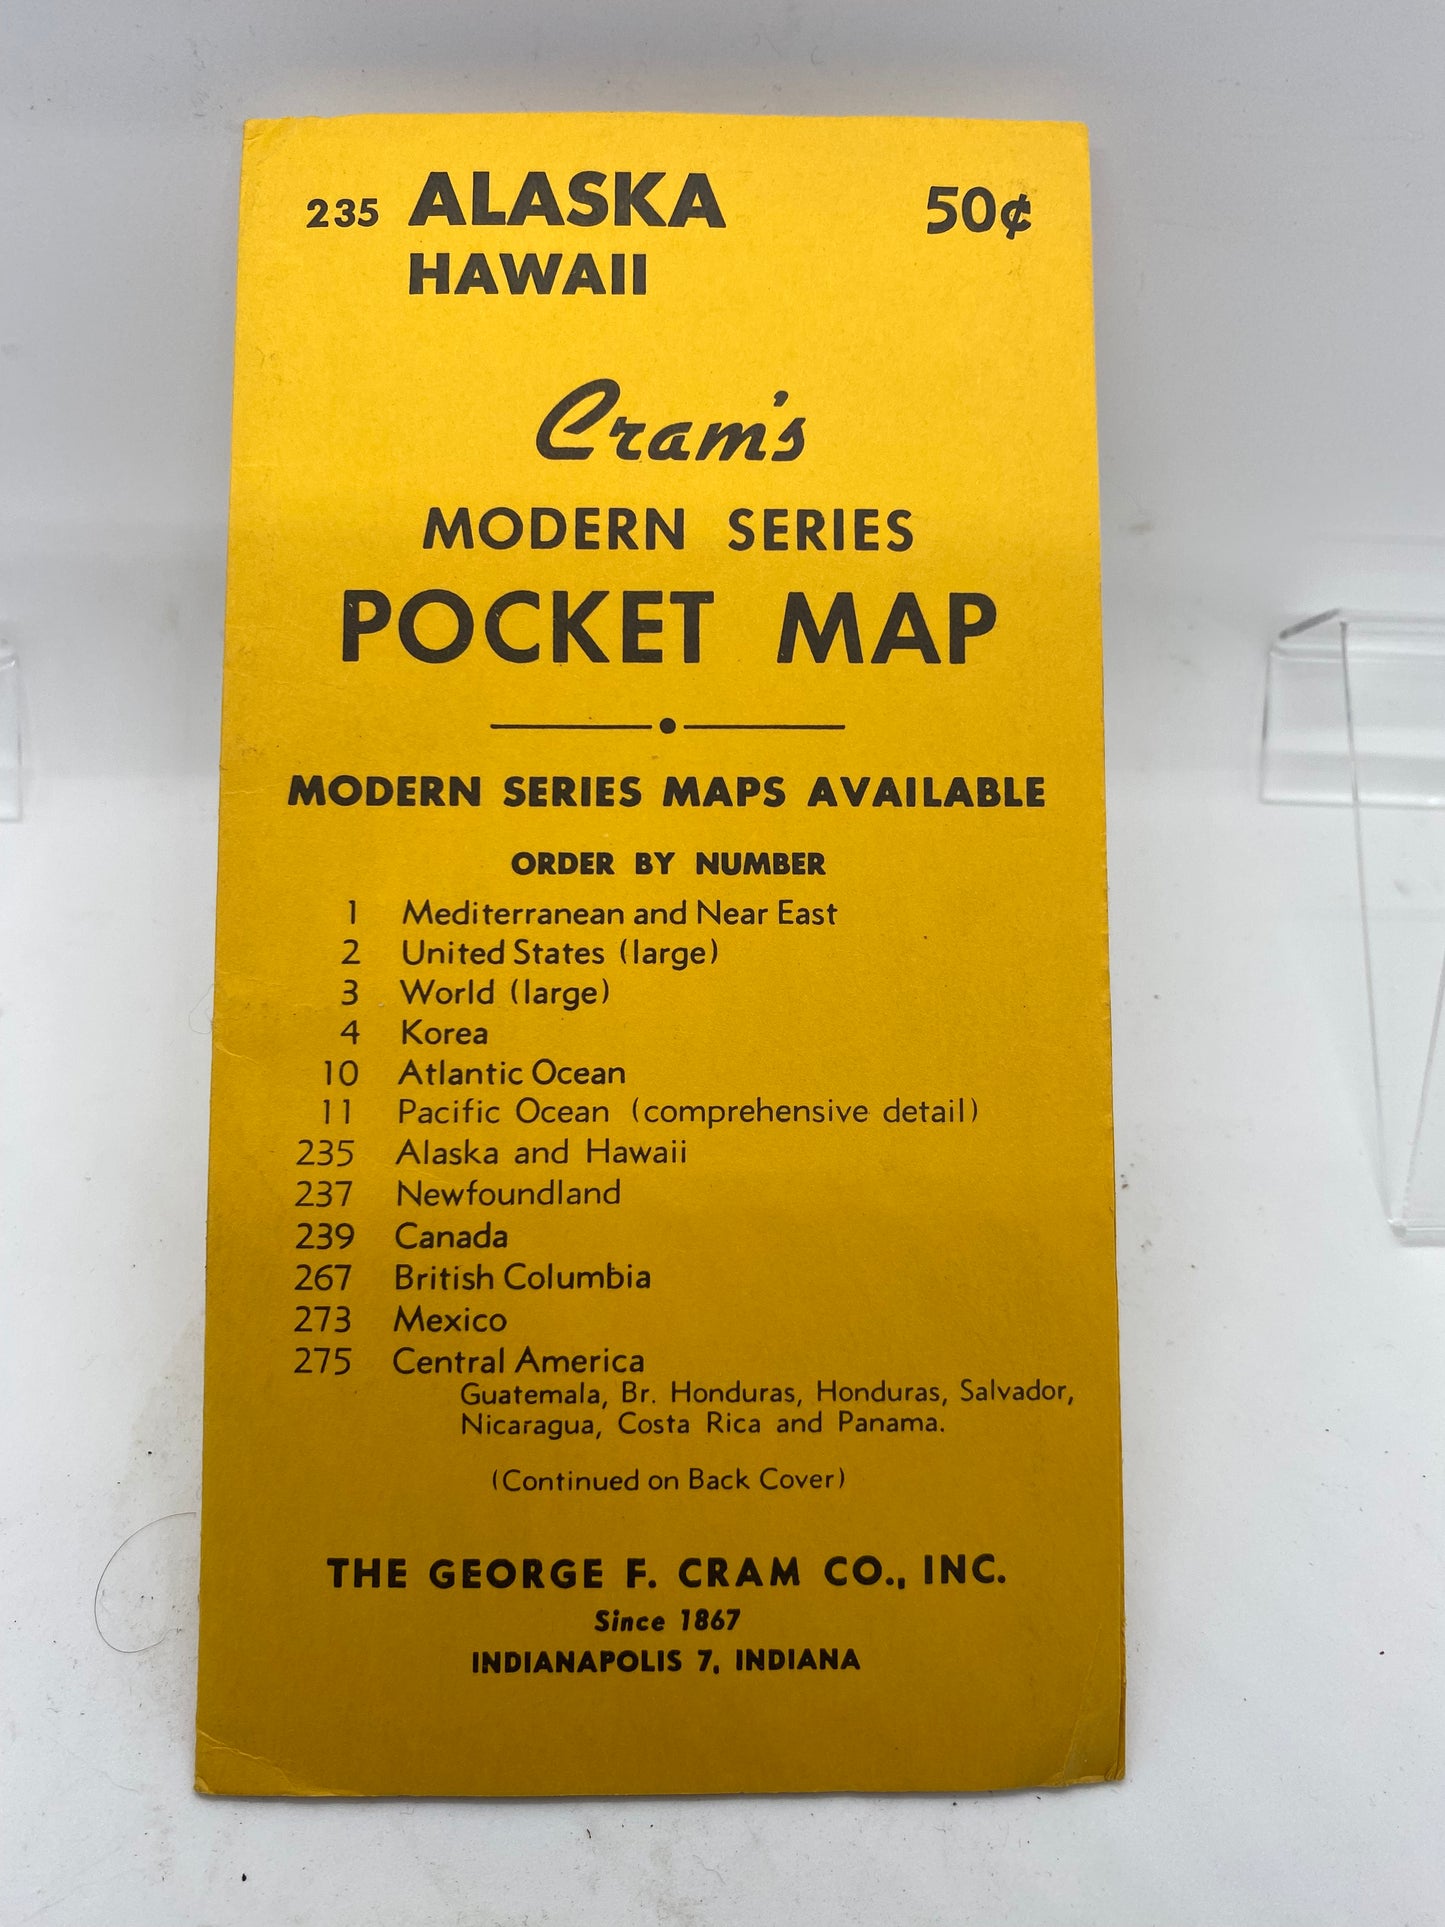 235 ALASKA 50¢
HAWAII
Cram's
MODERN SERIES
POCKET MAP
MODERN SERIES MAPS AVAILABLE
ORDER BY NUMBER
1 Mediterranean and Near East
2 United States (large)
3 World (large)
4 Korea
10 Atlantic Ocean
11 Pacific Ocean (comprehensive detail)
235 Alaska and Hawaii
237 Newfoundland
239 Canada
267 British Columbia
273 Mexico
275 Central America
Guatemala, Br. Honduras, Honduras, Salvador,
Nicaragua, Costa Rica and Panama.
(Continued on Back Cover)
THE GEORGE F. CRAM CO., INC.
Since 1867
INDIANAPOLIS 7, INDIANA